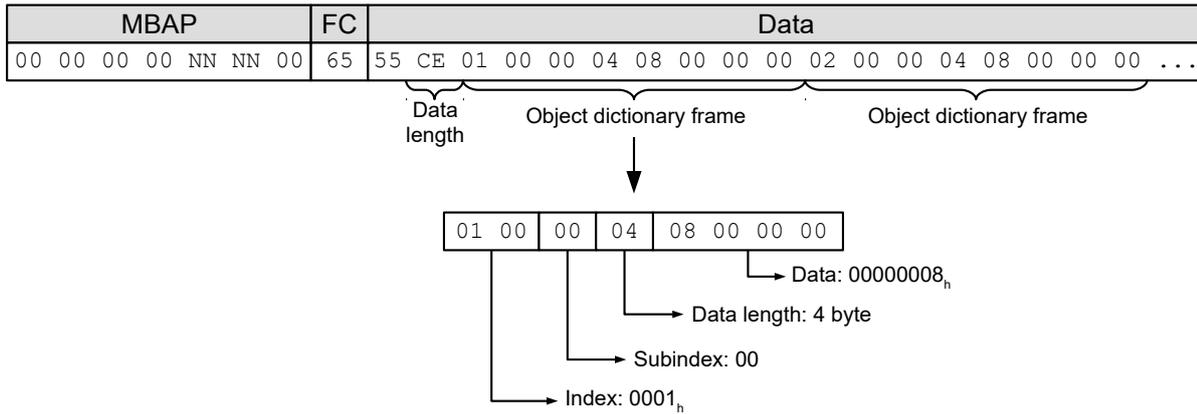 MBAP FC Data
00 00 00 00 NN NN 00 65 55 CE 01 00 00 04 08 00 00 00 02 00 00 04 08 00 00 00 ...
Data length
Object dictionary frame
Object dictionary frame
01 00 00 04 08 00 00 00
Data: 00000008h
Data length: 4 byte
Subindex: 00
Index: 0001h